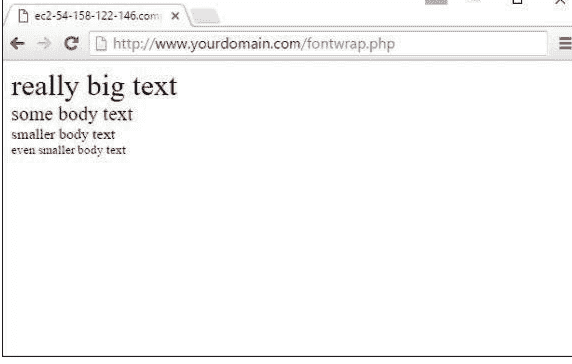 ec2-54-158-122-146.com
http://www.yourdomain.com/fontwrap.php
really big text
some body text
smaller body text
even smaller body text